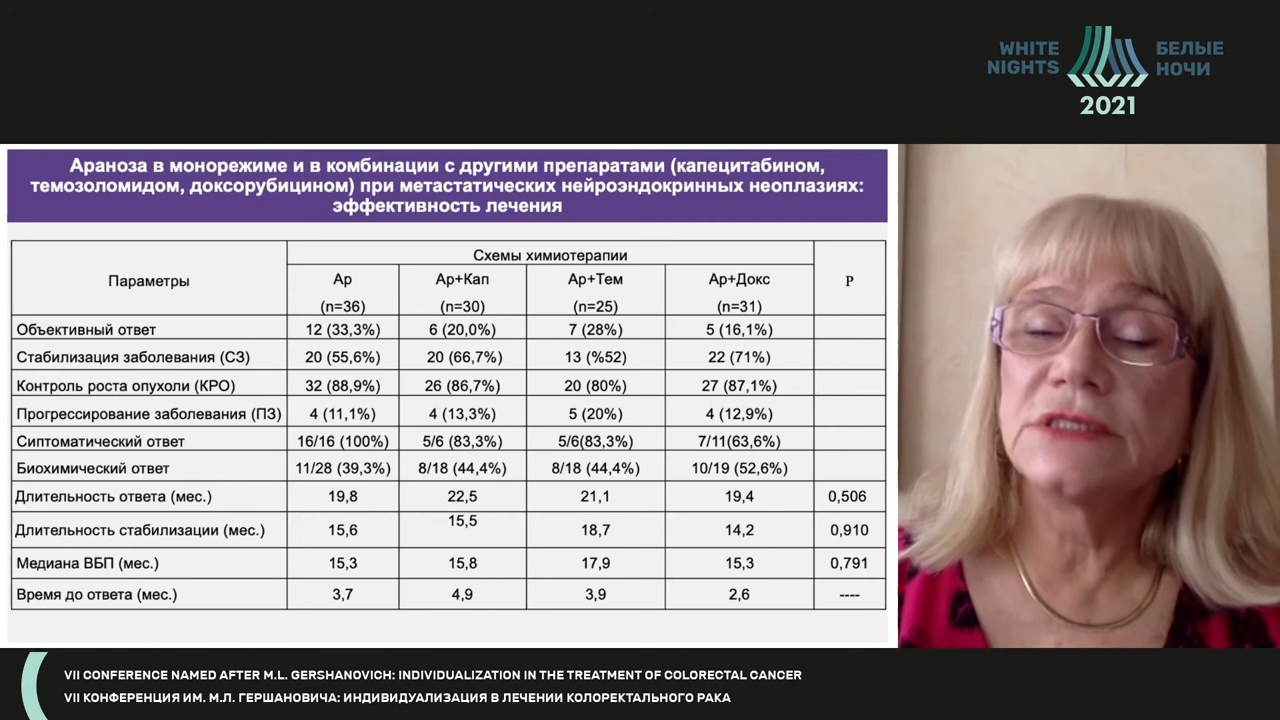 WHITE
NIGHTS
БЕЛЫЕ
НОЧИ
2021
Араноза в монорежиме и в комбинации с другими препаратами (капецитабином,
темозоломидом, доксорубицином) при метастатических нейроэндокринных неоплазиях:
эффективность лечения
Параметры Схемы химиотерапии P
Ар Ар+Кап Ар+Тем Ар+Докс
(n=36) (n=30) (n=25) (n=31)
Объективный ответ 12 (33,3%) 6 (20,0%) 7 (28%) 5 (16,1%)
Стабилизация заболевания (СЗ) 20 (55,6%) 20 (66,7%) 13 (%52) 22 (71%)
Контроль роста опухоли (КРО) 32 (88,9%) 26 (86,7%) 20 (80%) 27 (87,1%)
Прогрессирование заболевания (ПЗ) 4 (11,1%) 4 (13,3%) 5 (20%) 4 (12,9%)
Сиптоматический ответ 16/16 (100%) 5/6 (83,3%) 5/6(83,3%) 7/11(63,6%)
Биохимический ответ 11/28 (39,3%) 8/18 (44,4%) 8/18 (44,4%) 10/19 (52,6%)
Длительность ответа (мес.) 19,8 22,5 21,1 19,4 0,506
Длительность стабилизации (мес.) 15,6 15,5 18,7 14,2 0,910
Медиана ВБП (мес.) 15,3 15,8 17,9 15,3 0,791
Время до ответа (мес.) 3,7 4,9 3,9 2,6 ----
VII CONFERENCE NAMED AFTER M.L. GERSHANOVICH: INDIVIDUALIZATION IN THE TREATMENT OF COLORECTAL CANCER
VII КОНФЕРЕНЦИЯ ИМ. М.Л. ГЕРШАНОВИЧА: ИНДИВИДУАЛИЗАЦИЯ В ЛЕЧЕНИИ КОЛОРЕКТАЛЬНОГО РАКА